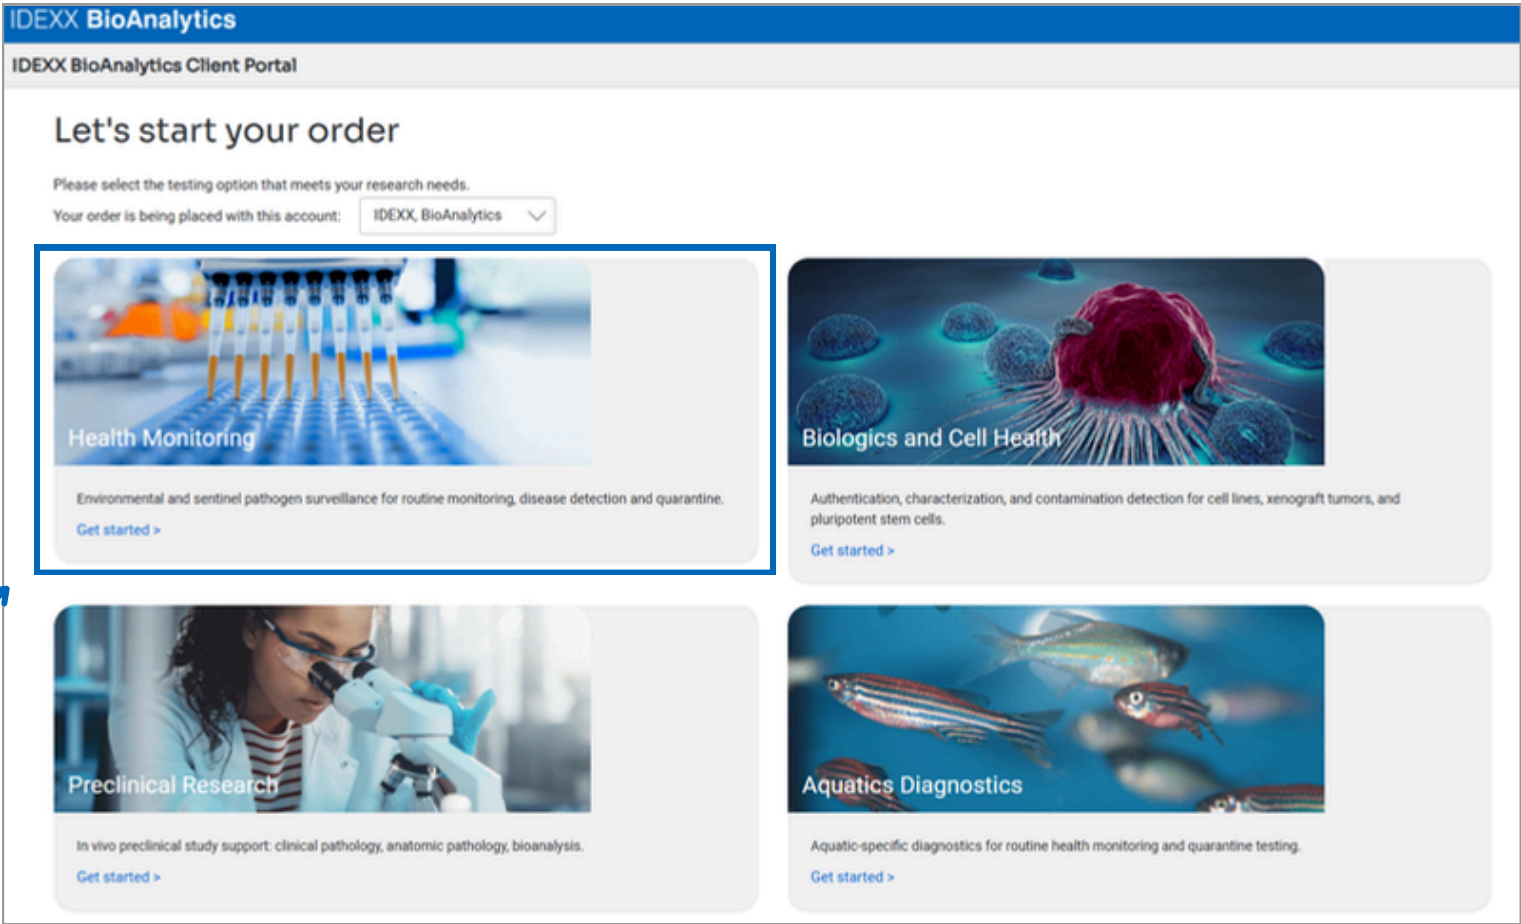 IDEXX BioAnalytics
IDEXX BioAnalytics Client Portal
Let's start your order
Please select the testing option that meets your research needs.
Your order is being placed with this account: IDEXX, BioAnalytics
Health Monitoring
Environmental and sentinel pathogen surveillance for routine monitoring, disease detection and quarantine.
Get started >
Biologics and Cell Health
Authentication, characterization, and contamination detection for cell lines, xenograft tumors, and
pluripotent stem cells.
Get started >
Preclinical Research
In vivo preclinical study support: clinical pathology, anatomic pathology, bioanalysis.
Get started >
Aquatics Diagnostics
Aquatic-specific diagnostics for routine health monitoring and quarantine testing.
Get started >